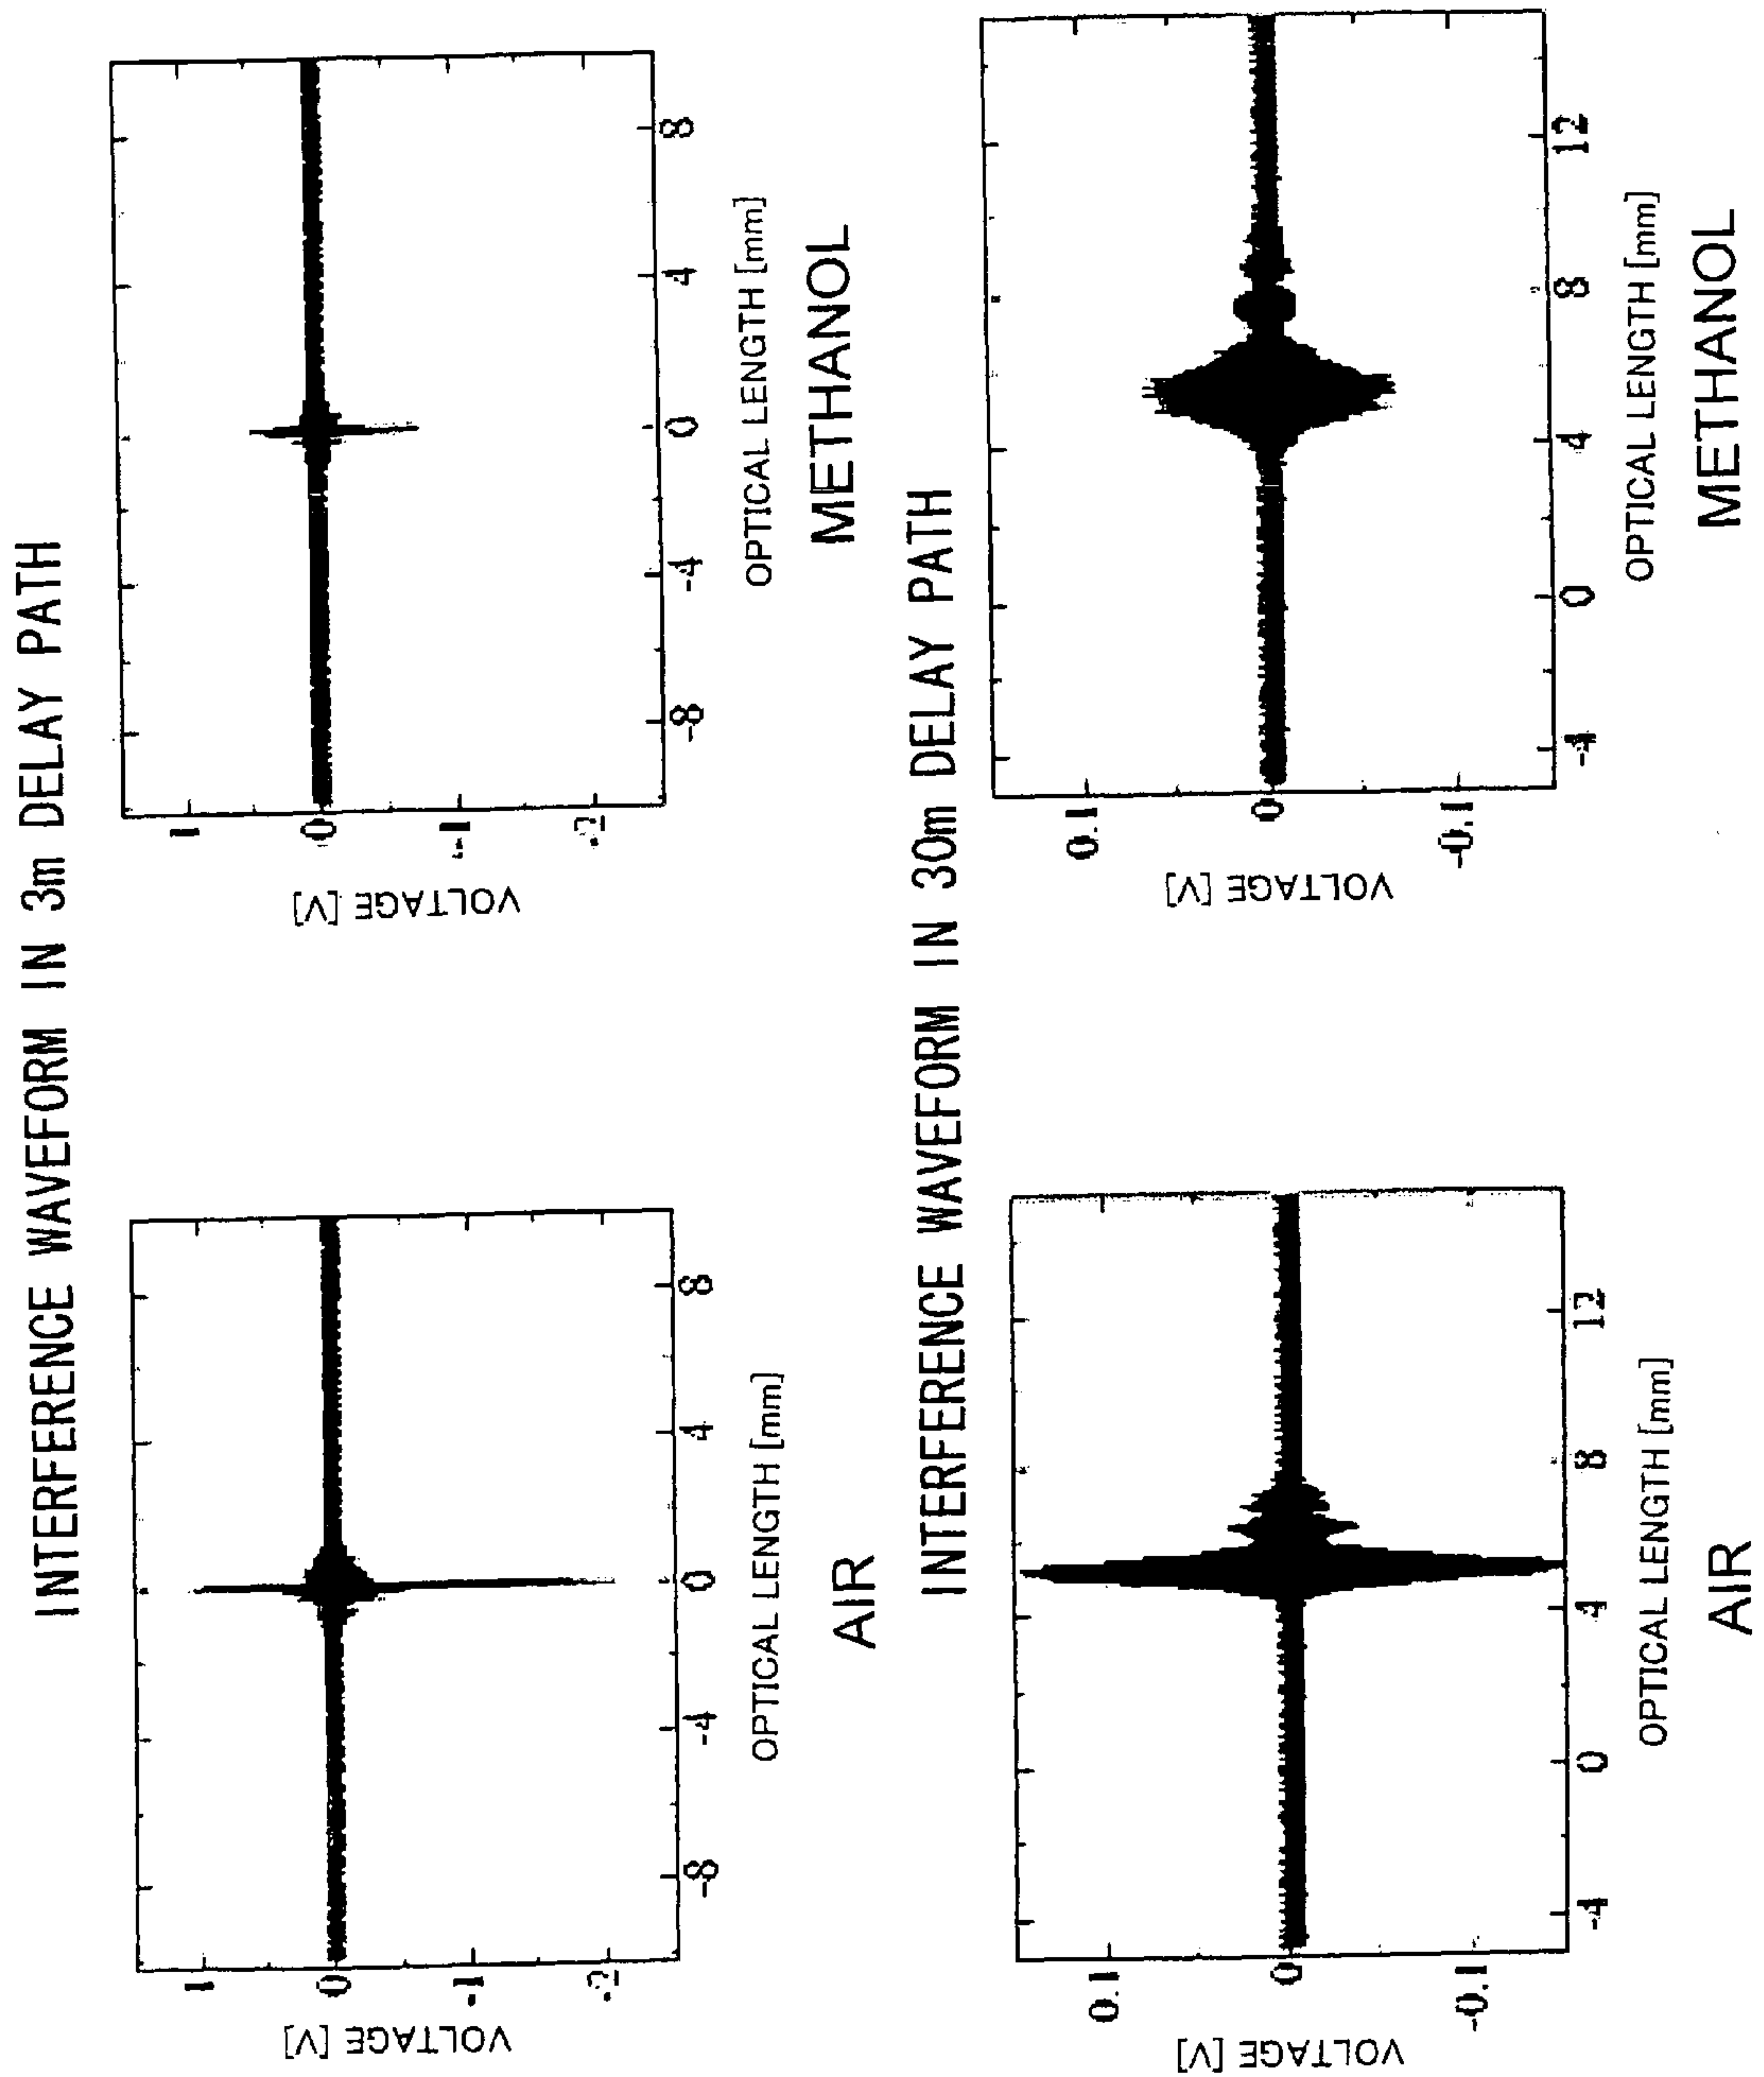 INTERFERENCE WAVEFORM IN 3m DELAY PATH
VOLTAGE [V]
1
0
-1
-2
-8
-4
0
4
8
OPTICAL LENGTH [mm]
AIR
VOLTAGE [V]
1
0
-1
-2
-8
-4
0
4
8
OPTICAL LENGTH [mm]
METHANOL
INTERFERENCE WAVEFORM IN 30m DELAY PATH
VOLTAGE [V]
0.1
0
-0.1
-4
0
4
8
12
OPTICAL LENGTH [mm]
AIR
VOLTAGE [V]
0.1
0
-0.1
-4
0
4
8
12
OPTICAL LENGTH [mm]
METHANOL